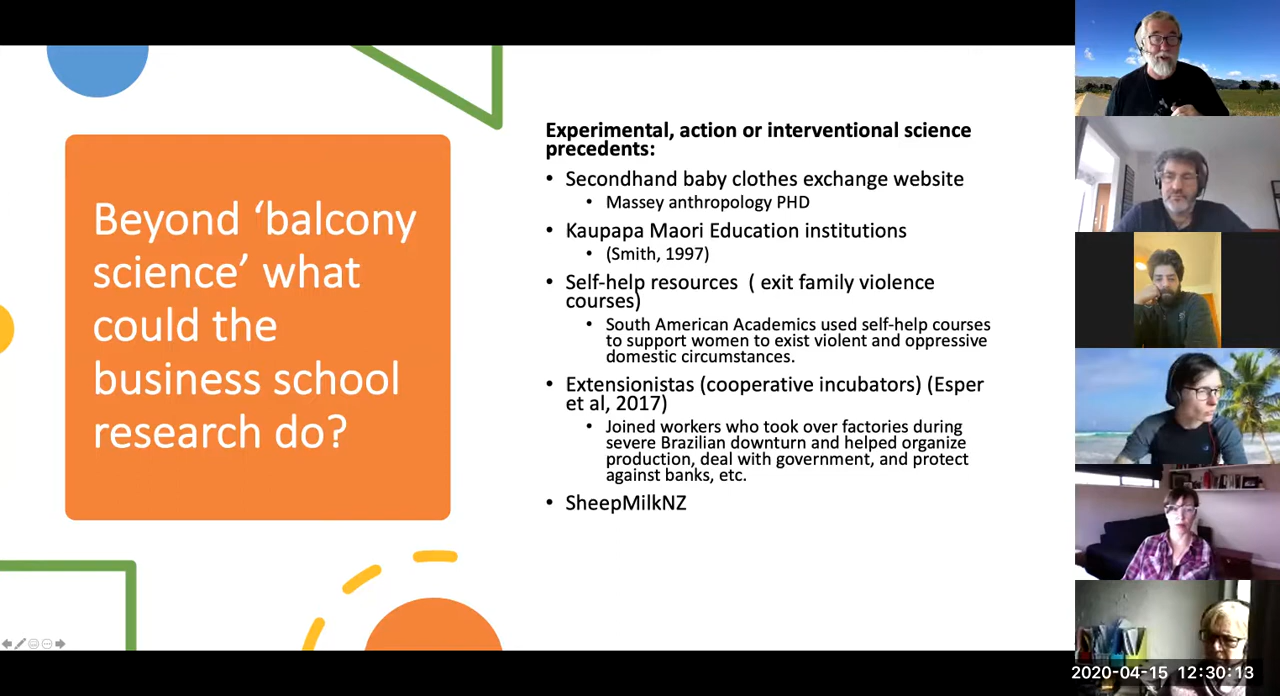 Beyond ‘balcony
science’ what
could the
business school
research do?
Experimental, action or interventional science
precedents:
• Secondhand baby clothes exchange website
• Massey anthropology PHD
• Kaupapa Maori Education institutions
• (Smith, 1997)
• Self-help resources ( exit family violence
courses)
• South American Academics used self-help courses
to support women to exist violent and oppressive
domestic circumstances.
• Extensionistas (cooperative incubators) (Esper
et al, 2017)
• Joined workers who took over factories during
severe Brazilian downturn and helped organize
production, deal with government, and protect
against banks, etc.
• SheepMilkNZ
2020-04-15 12:30:13